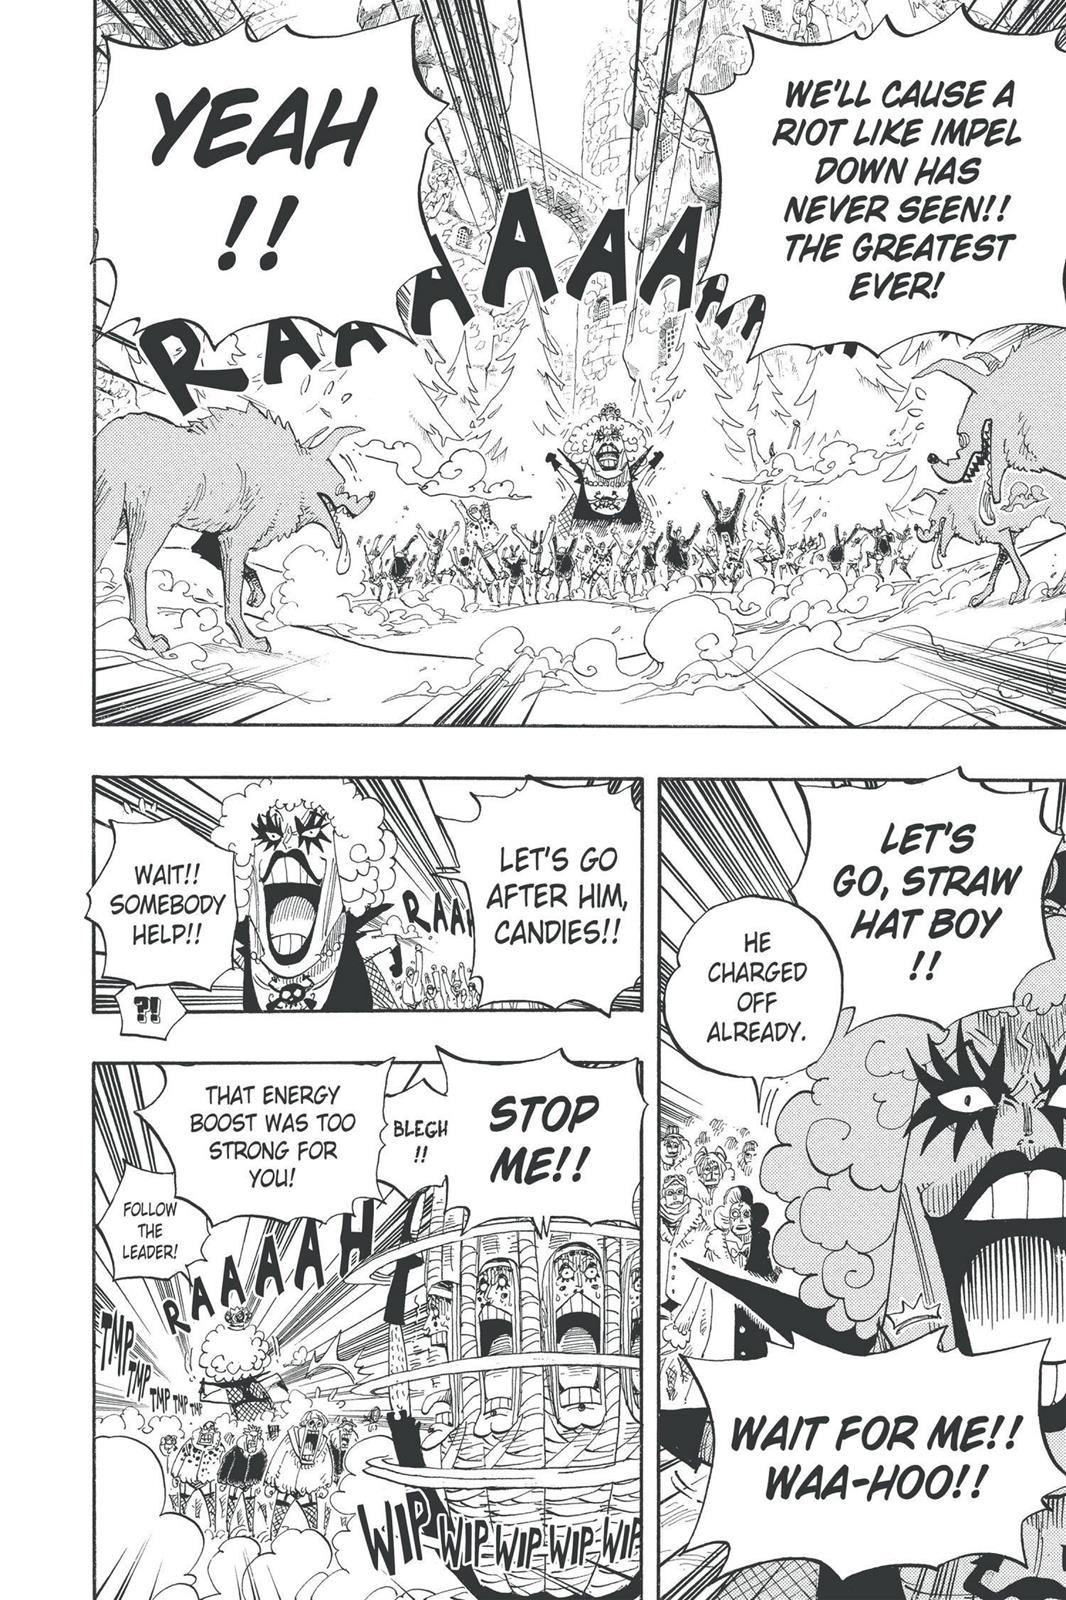 WE'LL CAUSE A
RIOT LIKE IMPEL
DOWN HAS
NEVER SEEN!!
THE GREATEST
EVER!
YEAH
!!
RAAAAAAAAA
LET'S
GO, STRAW
HAT BOY
!!
HE
CHARGED
OFF
ALREADY.
WAIT FOR ME!!
WAA-HOO!!
LET'S GO
AFTER HIM,
CANDIES!!
RAAH
WAIT!!
SOMEBODY
HELP!!
?!
STOP
ME!!
BLEGH
!!
THAT ENERGY
BOOST WAS TOO
STRONG FOR
YOU!
FOLLOW
THE
LEADER!
RAAAAH!
TMP TMP TMP TMP TMP
WIP WIP WIP WIP WIP